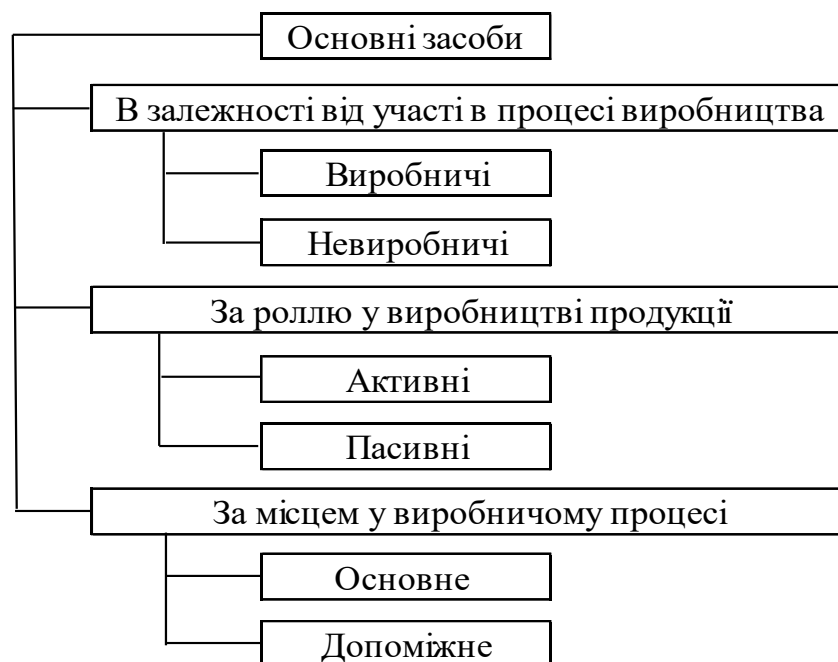 Основні засоби
В залежності від участі в процесі виробництва
Виробничі
Невиробничі
За роллю у виробництві продукції
Активні
Пасивні
За місцем у виробничому процесі
Основне
Допоміжне